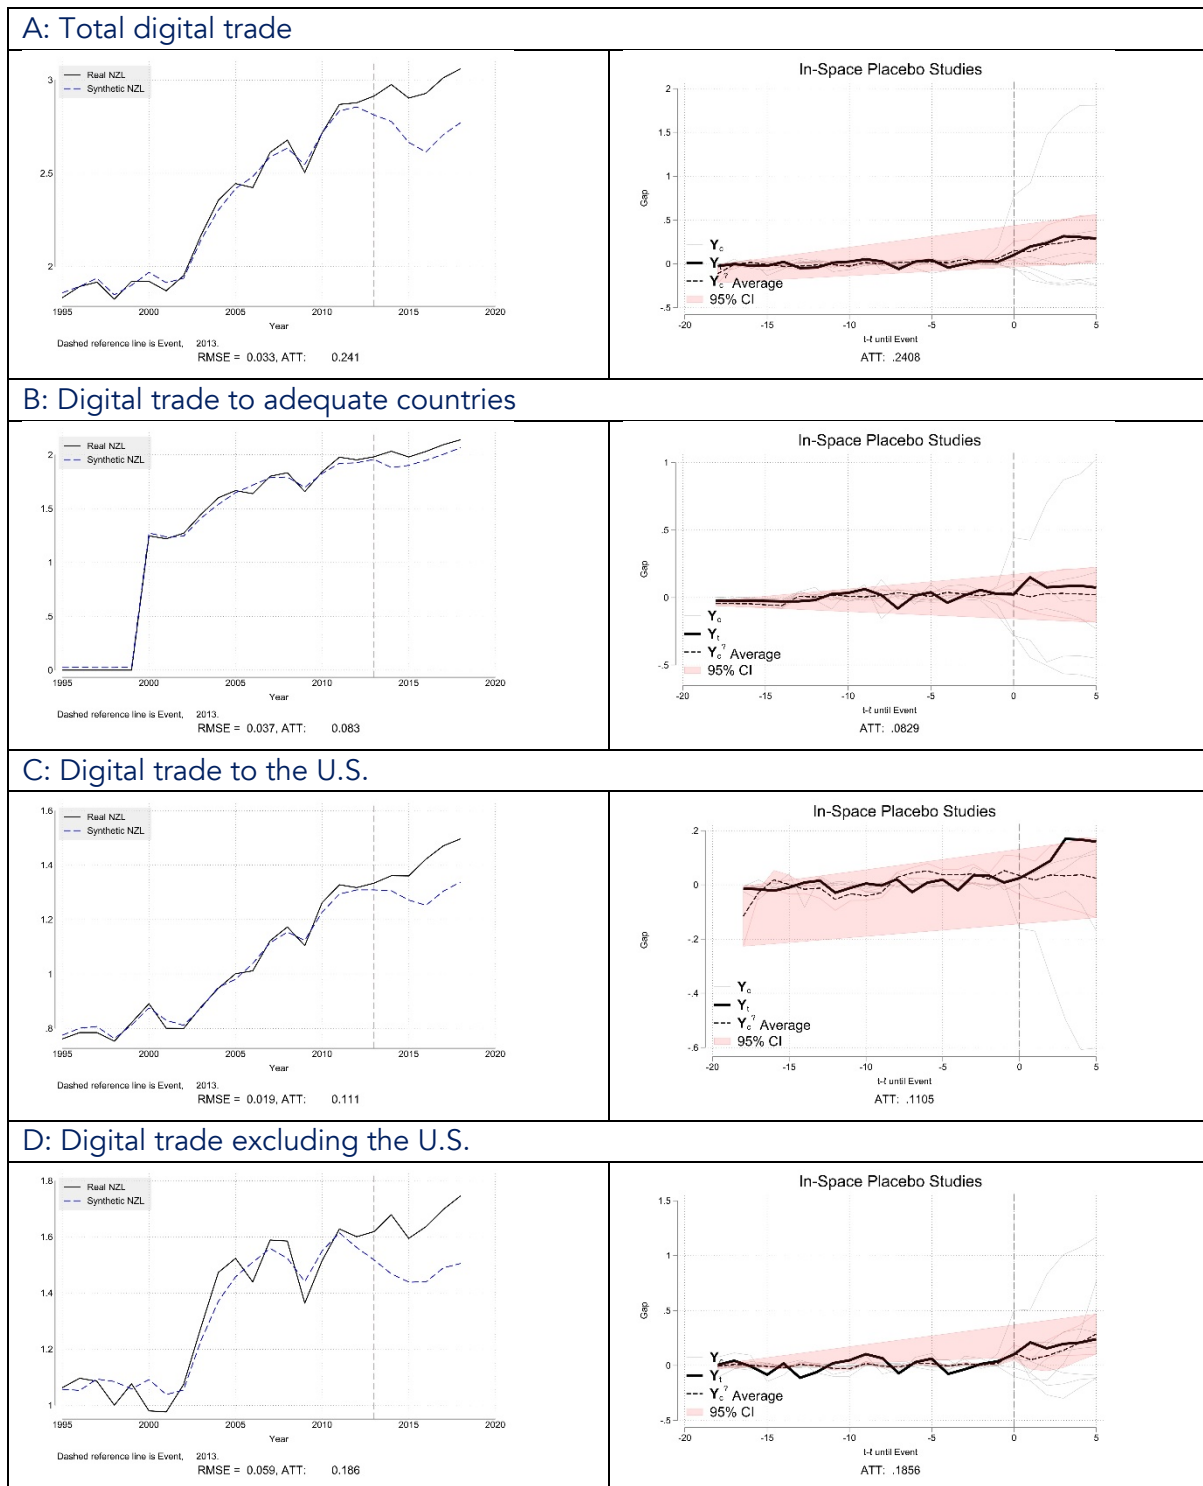 A: Total digital trade
Real NZL
Synthetic NZL
3
2.5
2
1995 2000 2005 2010 2015 2020
Year
Dashed reference line is Event, 2013.
RMSE = 0.033, ATT: 0.241
In-Space Placebo Studies
2
1.5
1
.5
0
-.5
Gap
Yc
Y
Yc? Average
95% CI
-20 -15 -10 -5 0 5
t-ℓ until Event
ATT: .2408
B: Digital trade to adequate countries
Real NZL
Synthetic NZL
2
1.5
1
.5
0
1995 2000 2005 2010 2015 2020
Year
Dashed reference line is Event, 2013.
RMSE = 0.037, ATT: 0.083
In-Space Placebo Studies
1
.5
0
-.5
Gap
Yc
Yt
Yc? Average
95% CI
-20 -15 -10 -5 0 5
t-ℓ until Event
ATT: .0829
C: Digital trade to the U.S.
Real NZL
Synthetic NZL
1.6
1.4
1.2
1
.8
1995 2000 2005 2010 2015 2020
Year
Dashed reference line is Event, 2013.
RMSE = 0.019, ATT: 0.111
In-Space Placebo Studies
.2
0
-.2
-.4
-.6
Gap
Yc
Yt
Yc? Average
95% CI
-20 -15 -10 -5 0 5
t-ℓ until Event
ATT: .1105
D: Digital trade excluding the U.S.
Real NZL
Synthetic NZL
1.8
1.6
1.4
1.2
1
1995 2000 2005 2010 2015 2020
Year
Dashed reference line is Event, 2013.
RMSE = 0.059, ATT: 0.186
In-Space Placebo Studies
1.5
1
.5
0
-.5
Gap
Y
Yt
Yc? Average
95% CI
-20 -15 -10 -5 0 5
t-ℓ until Event
ATT: .1856